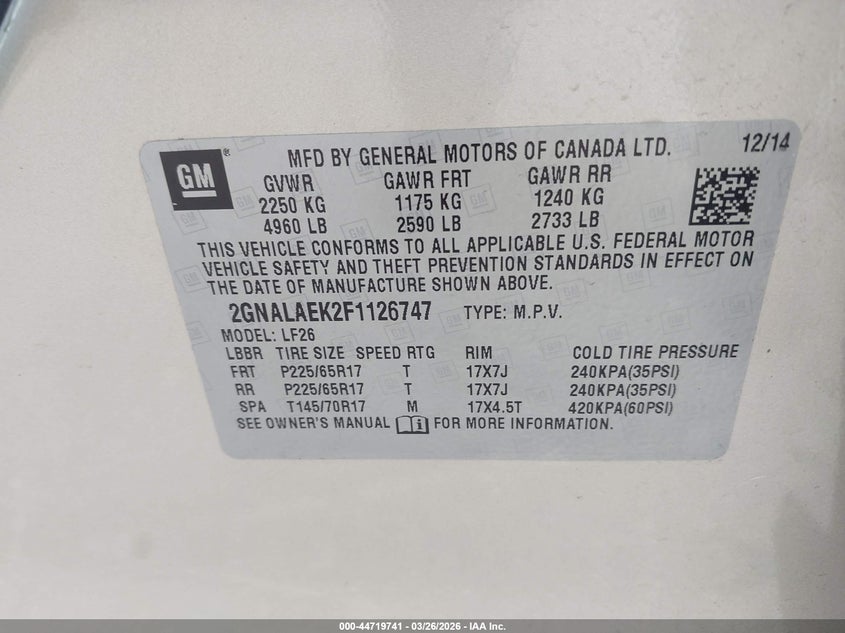 GM®
MFD BY GENERAL MOTORS OF CANADA LTD. 12/14
GVWR GAWR FRT GAWR RR
2250 KG 1175 KG 1240 KG
4960 LB 2590 LB 2733 LB
THIS VEHICLE CONFORMS TO ALL APPLICABLE U.S. FEDERAL MOTOR
VEHICLE SAFETY AND THEFT PREVENTION STANDARDS IN EFFECT ON
THE DATE OF MANUFACTURE SHOWN ABOVE.
2GNALAEK2F1126747 TYPE: M.P.V.
MODEL: LF26
LBBR TIRE SIZE SPEED RTG RIM COLD TIRE PRESSURE
FRT P225/65R17 T 17X7J 240KPA(35PSI)
RR P225/65R17 T 17X7J 240KPA(35PSI)
SPA T145/70R17 M 17X4.5T 420KPA(60PSI)
SEE OWNER'S MANUAL FOR MORE INFORMATION.
000-44719741 - 03/26/2026 - IAA Inc.